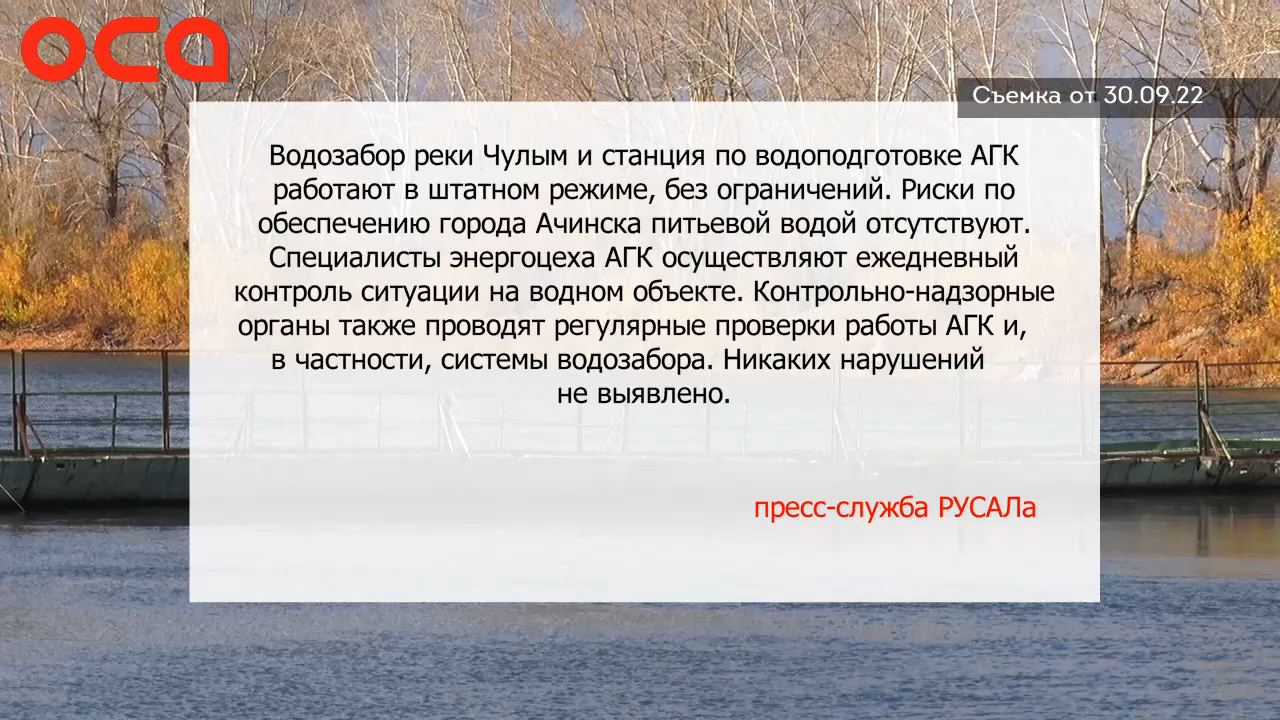 оса
Съемка от 30.09.22
Водозабор реки Чулым и станция по водоподготовке АГК
работают в штатном режиме, без ограничений. Риски по
обеспечению города Ачинска питьевой водой отсутствуют.
Специалисты энергоцеха АГК осуществляют ежедневный
контроль ситуации на водном объекте. Контрольно-надзорные
органы также проводят регулярные проверки работы АГК и,
в частности, системы водозабора. Никаких нарушений
не выявлено.
пресс-служба РУСАЛа